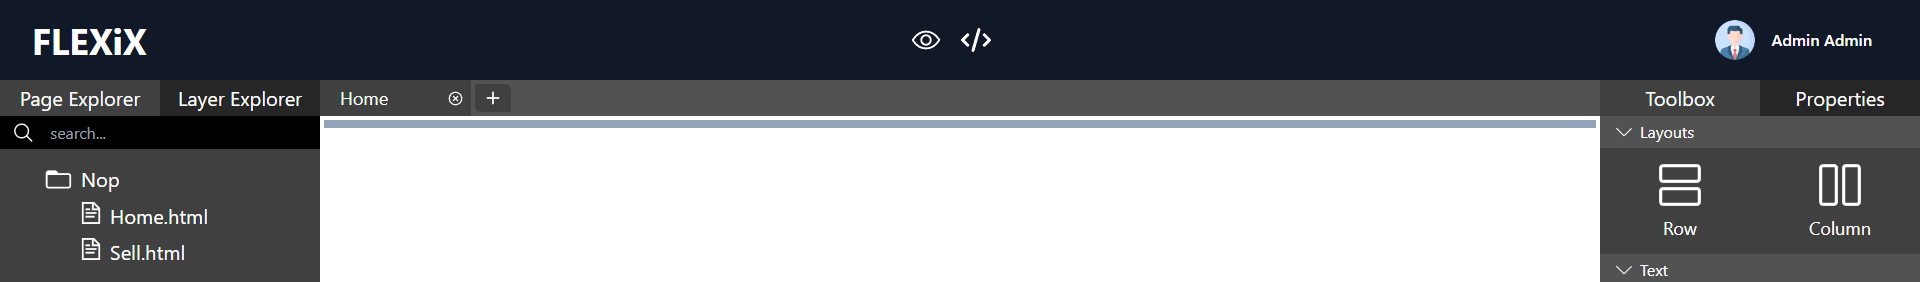 FLEXiX
Admin Admin
Page Explorer
Layer Explorer
Home
Toolbox
Properties
search...
Layouts
Nop
Home.html
Sell.html
Row
Column
Text